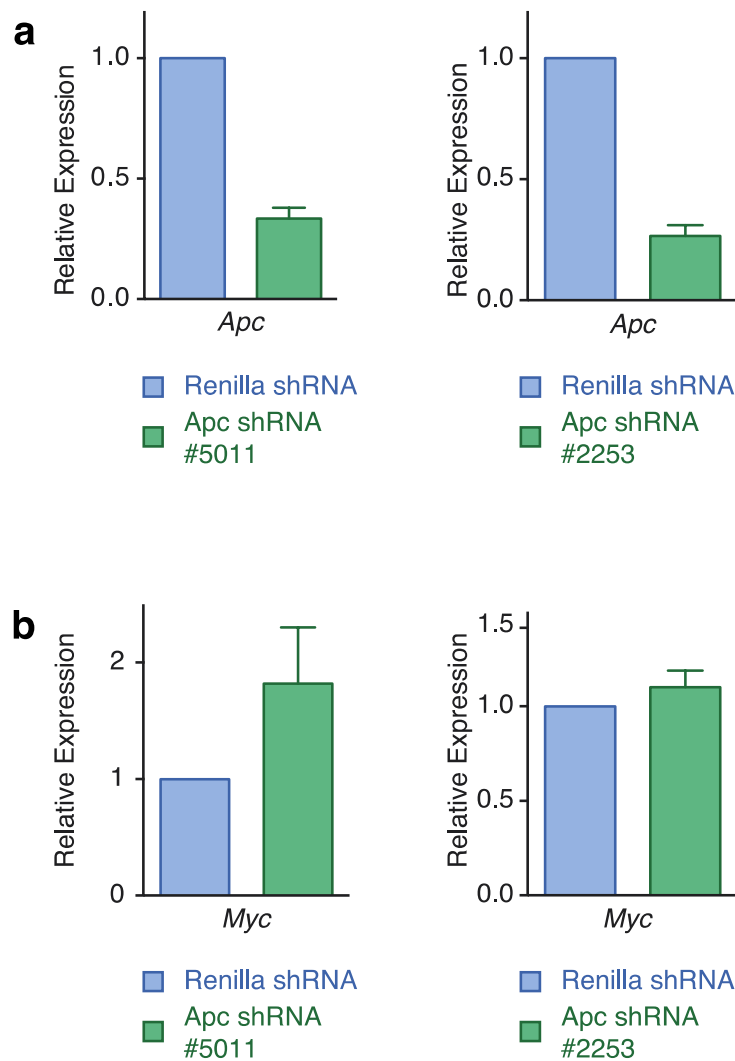 a
Relative Expression
1.0
0.5
0.0
Apc
Renilla shRNA
Apc shRNA
#5011
Relative Expression
1.0
0.5
0.0
Apc
Renilla shRNA
Apc shRNA
#2253
b
Relative Expression
2
1
0
Myc
Renilla shRNA
Apc shRNA
#5011
Relative Expression
1.5
1.0
0.5
0.0
Myc
Renilla shRNA
Apc shRNA
#2253